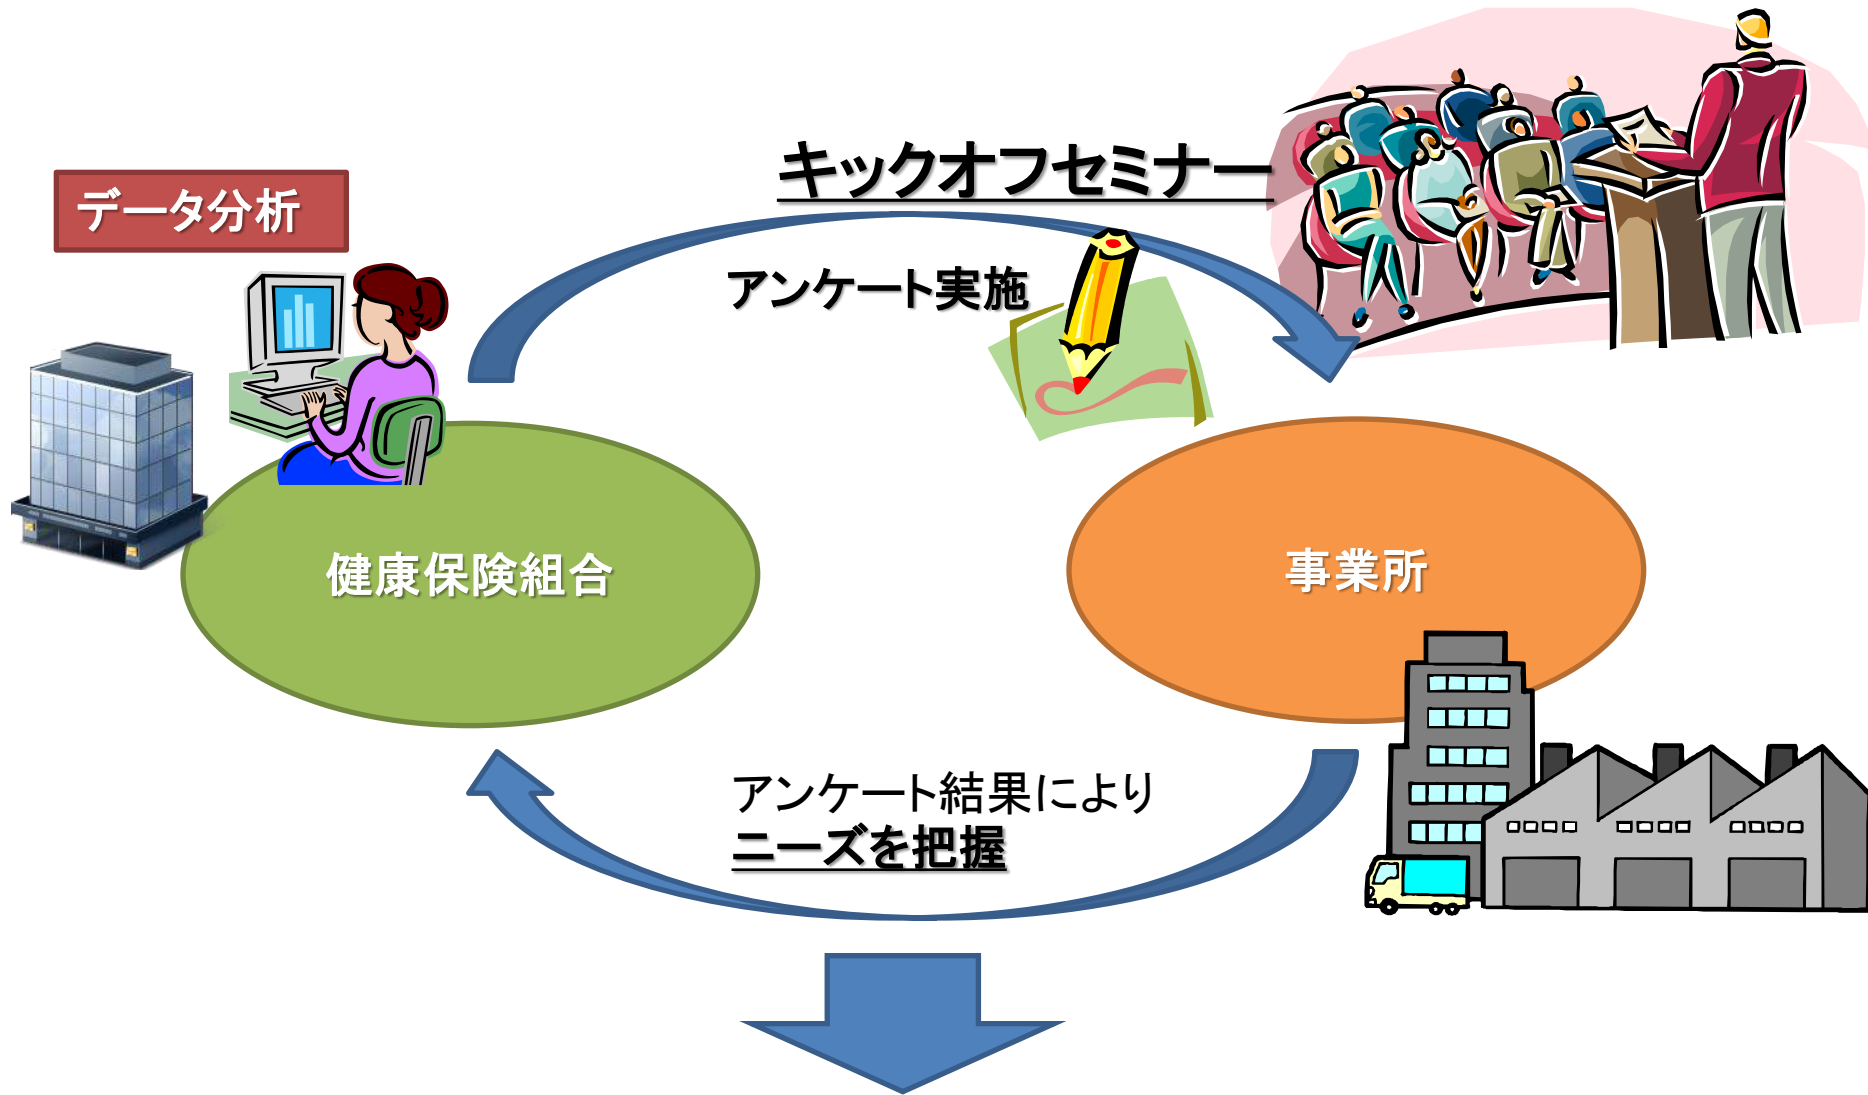 キックオフセミナー
データ分析
アンケート実施
健康保険組合
事業所
アンケート結果により
ニーズを把握